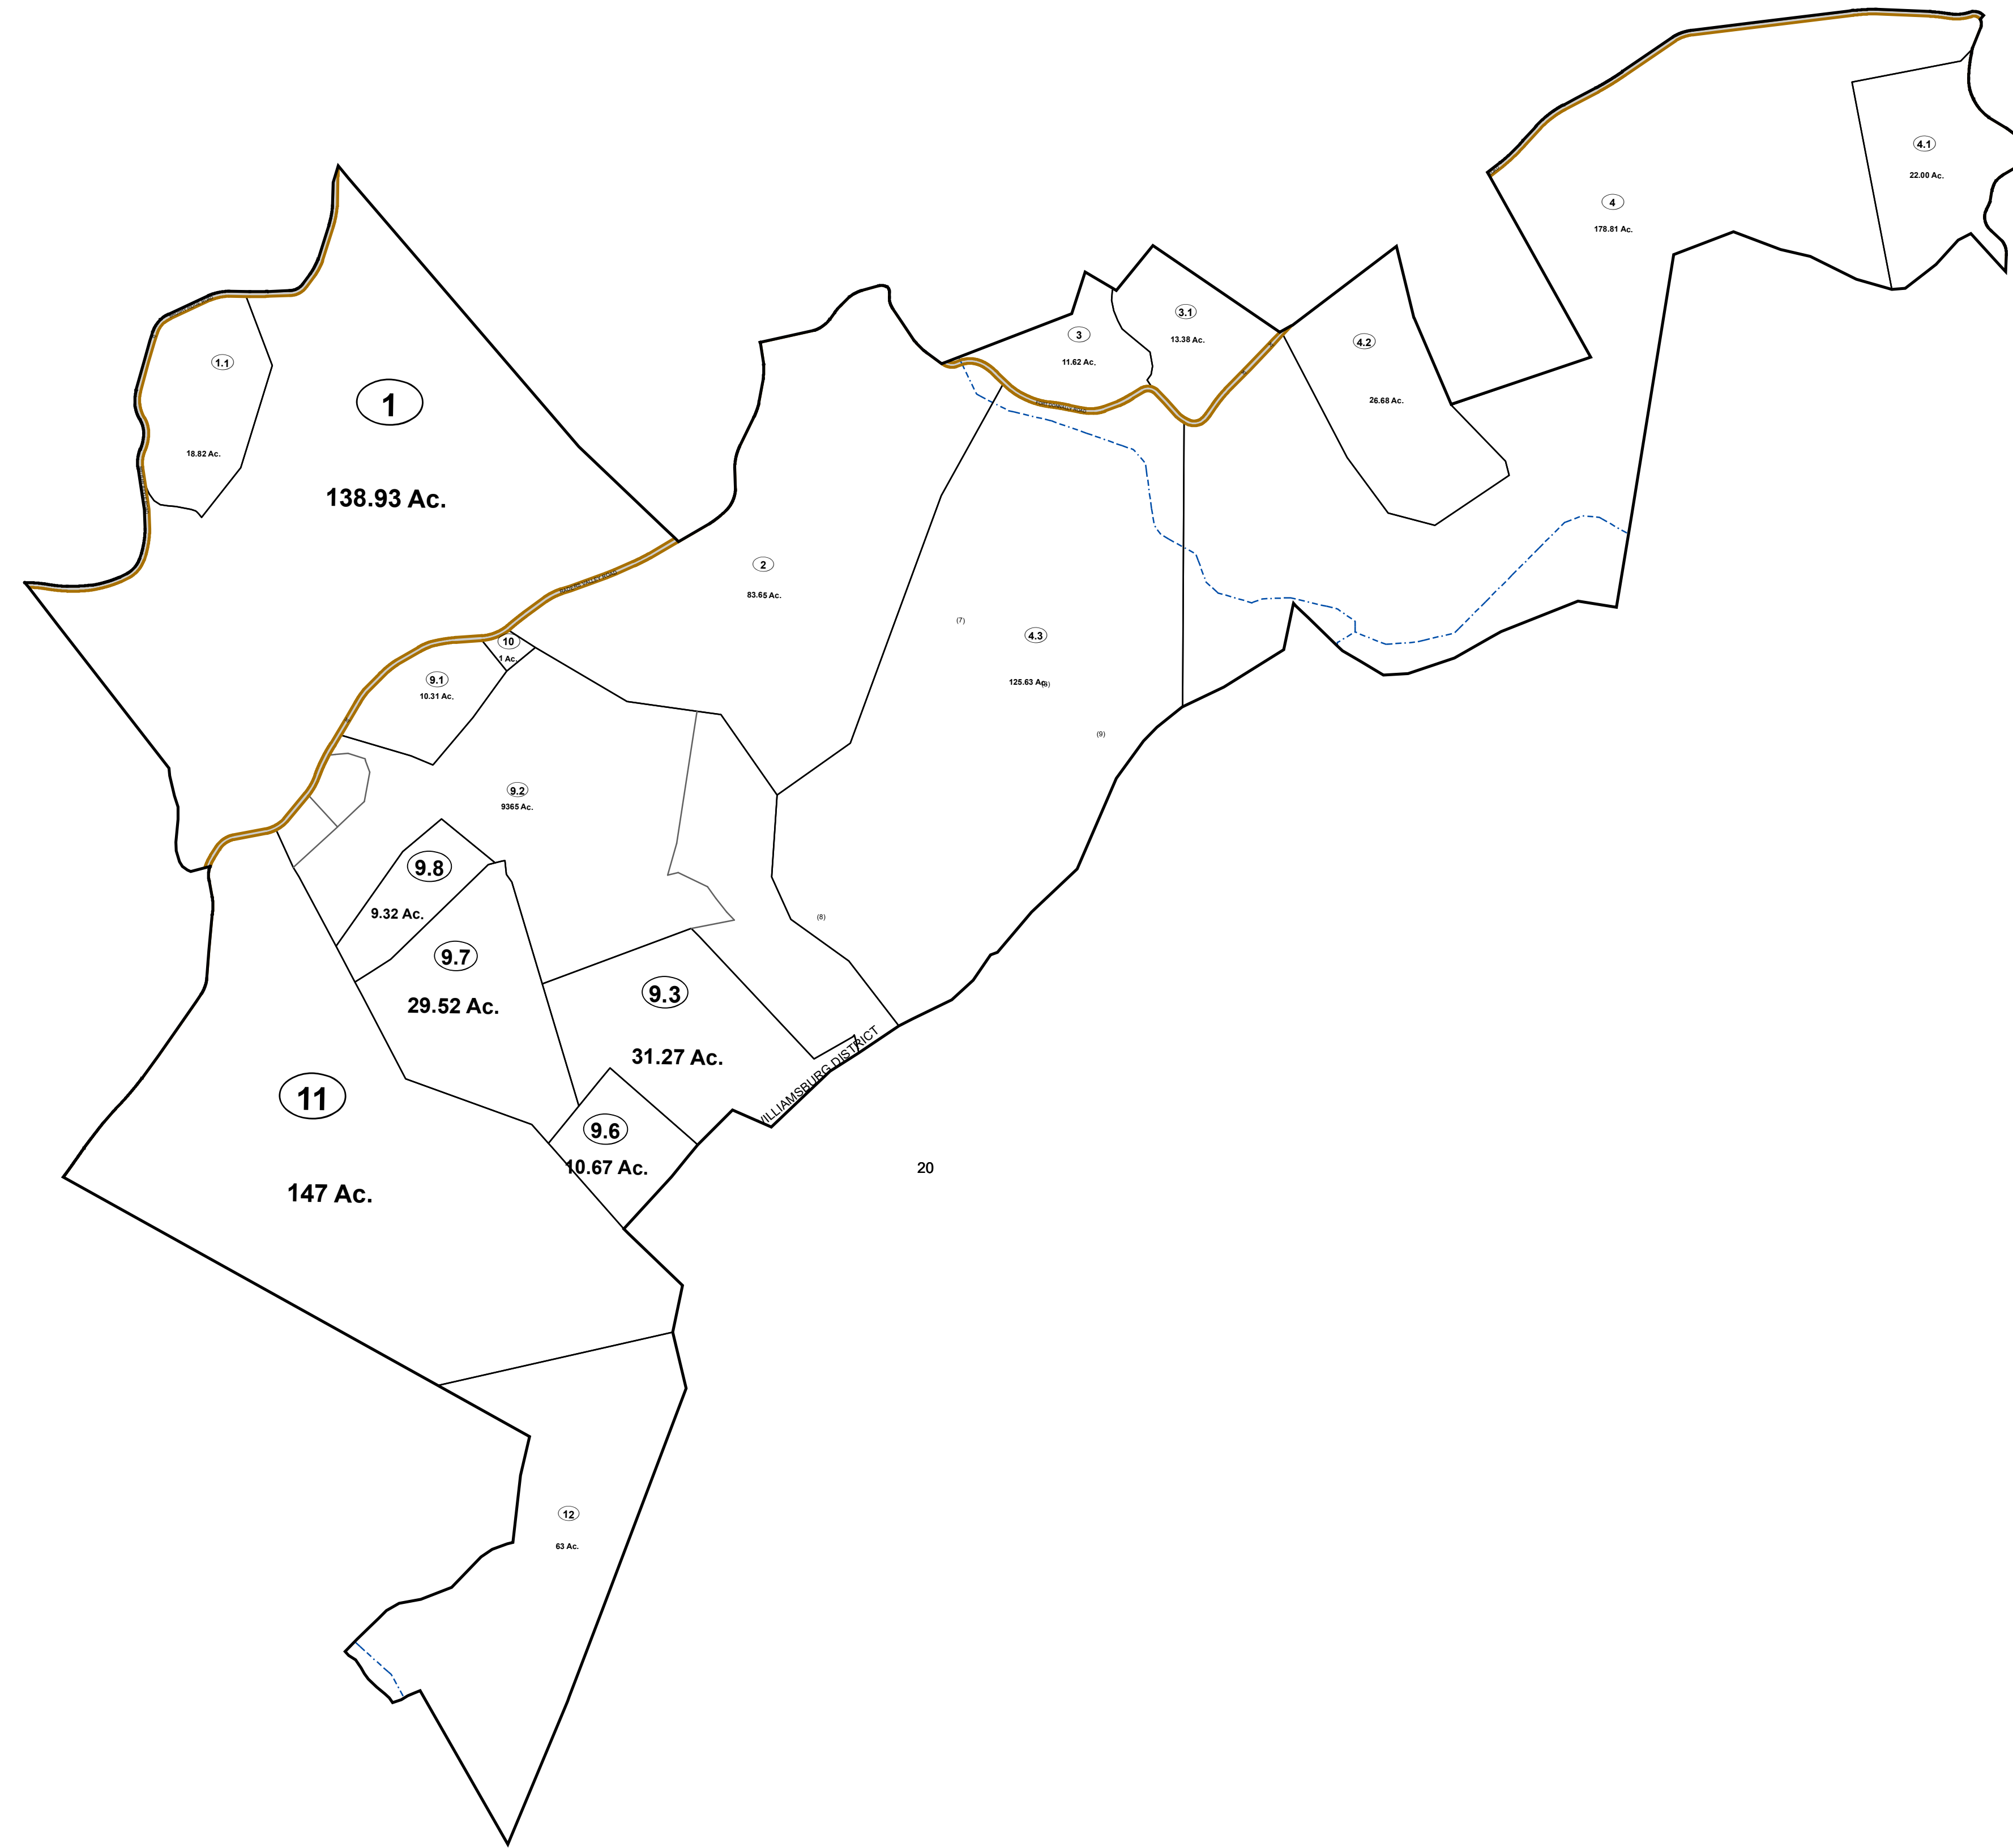 4.1
22.00 Ac.
4
178.81 Ac.
3.1
13.38 Ac.
3
11.62 Ac.
4.2
26.68 Ac.
1.1
18.82 Ac.
1
138.93 Ac.
2
83.65 Ac.
(7)
4.3
125.63 Ac.
(9)
10
1 Ac.
9.1
10.31 Ac.
9.2
9365 Ac.
9.8
9.32 Ac.
(8)
9.7
29.52 Ac.
9.3
31.27 Ac.
WILLIAMSBURG DISTRICT
11
147 Ac.
9.6
10.67 Ac.
20
12
63 Ac.